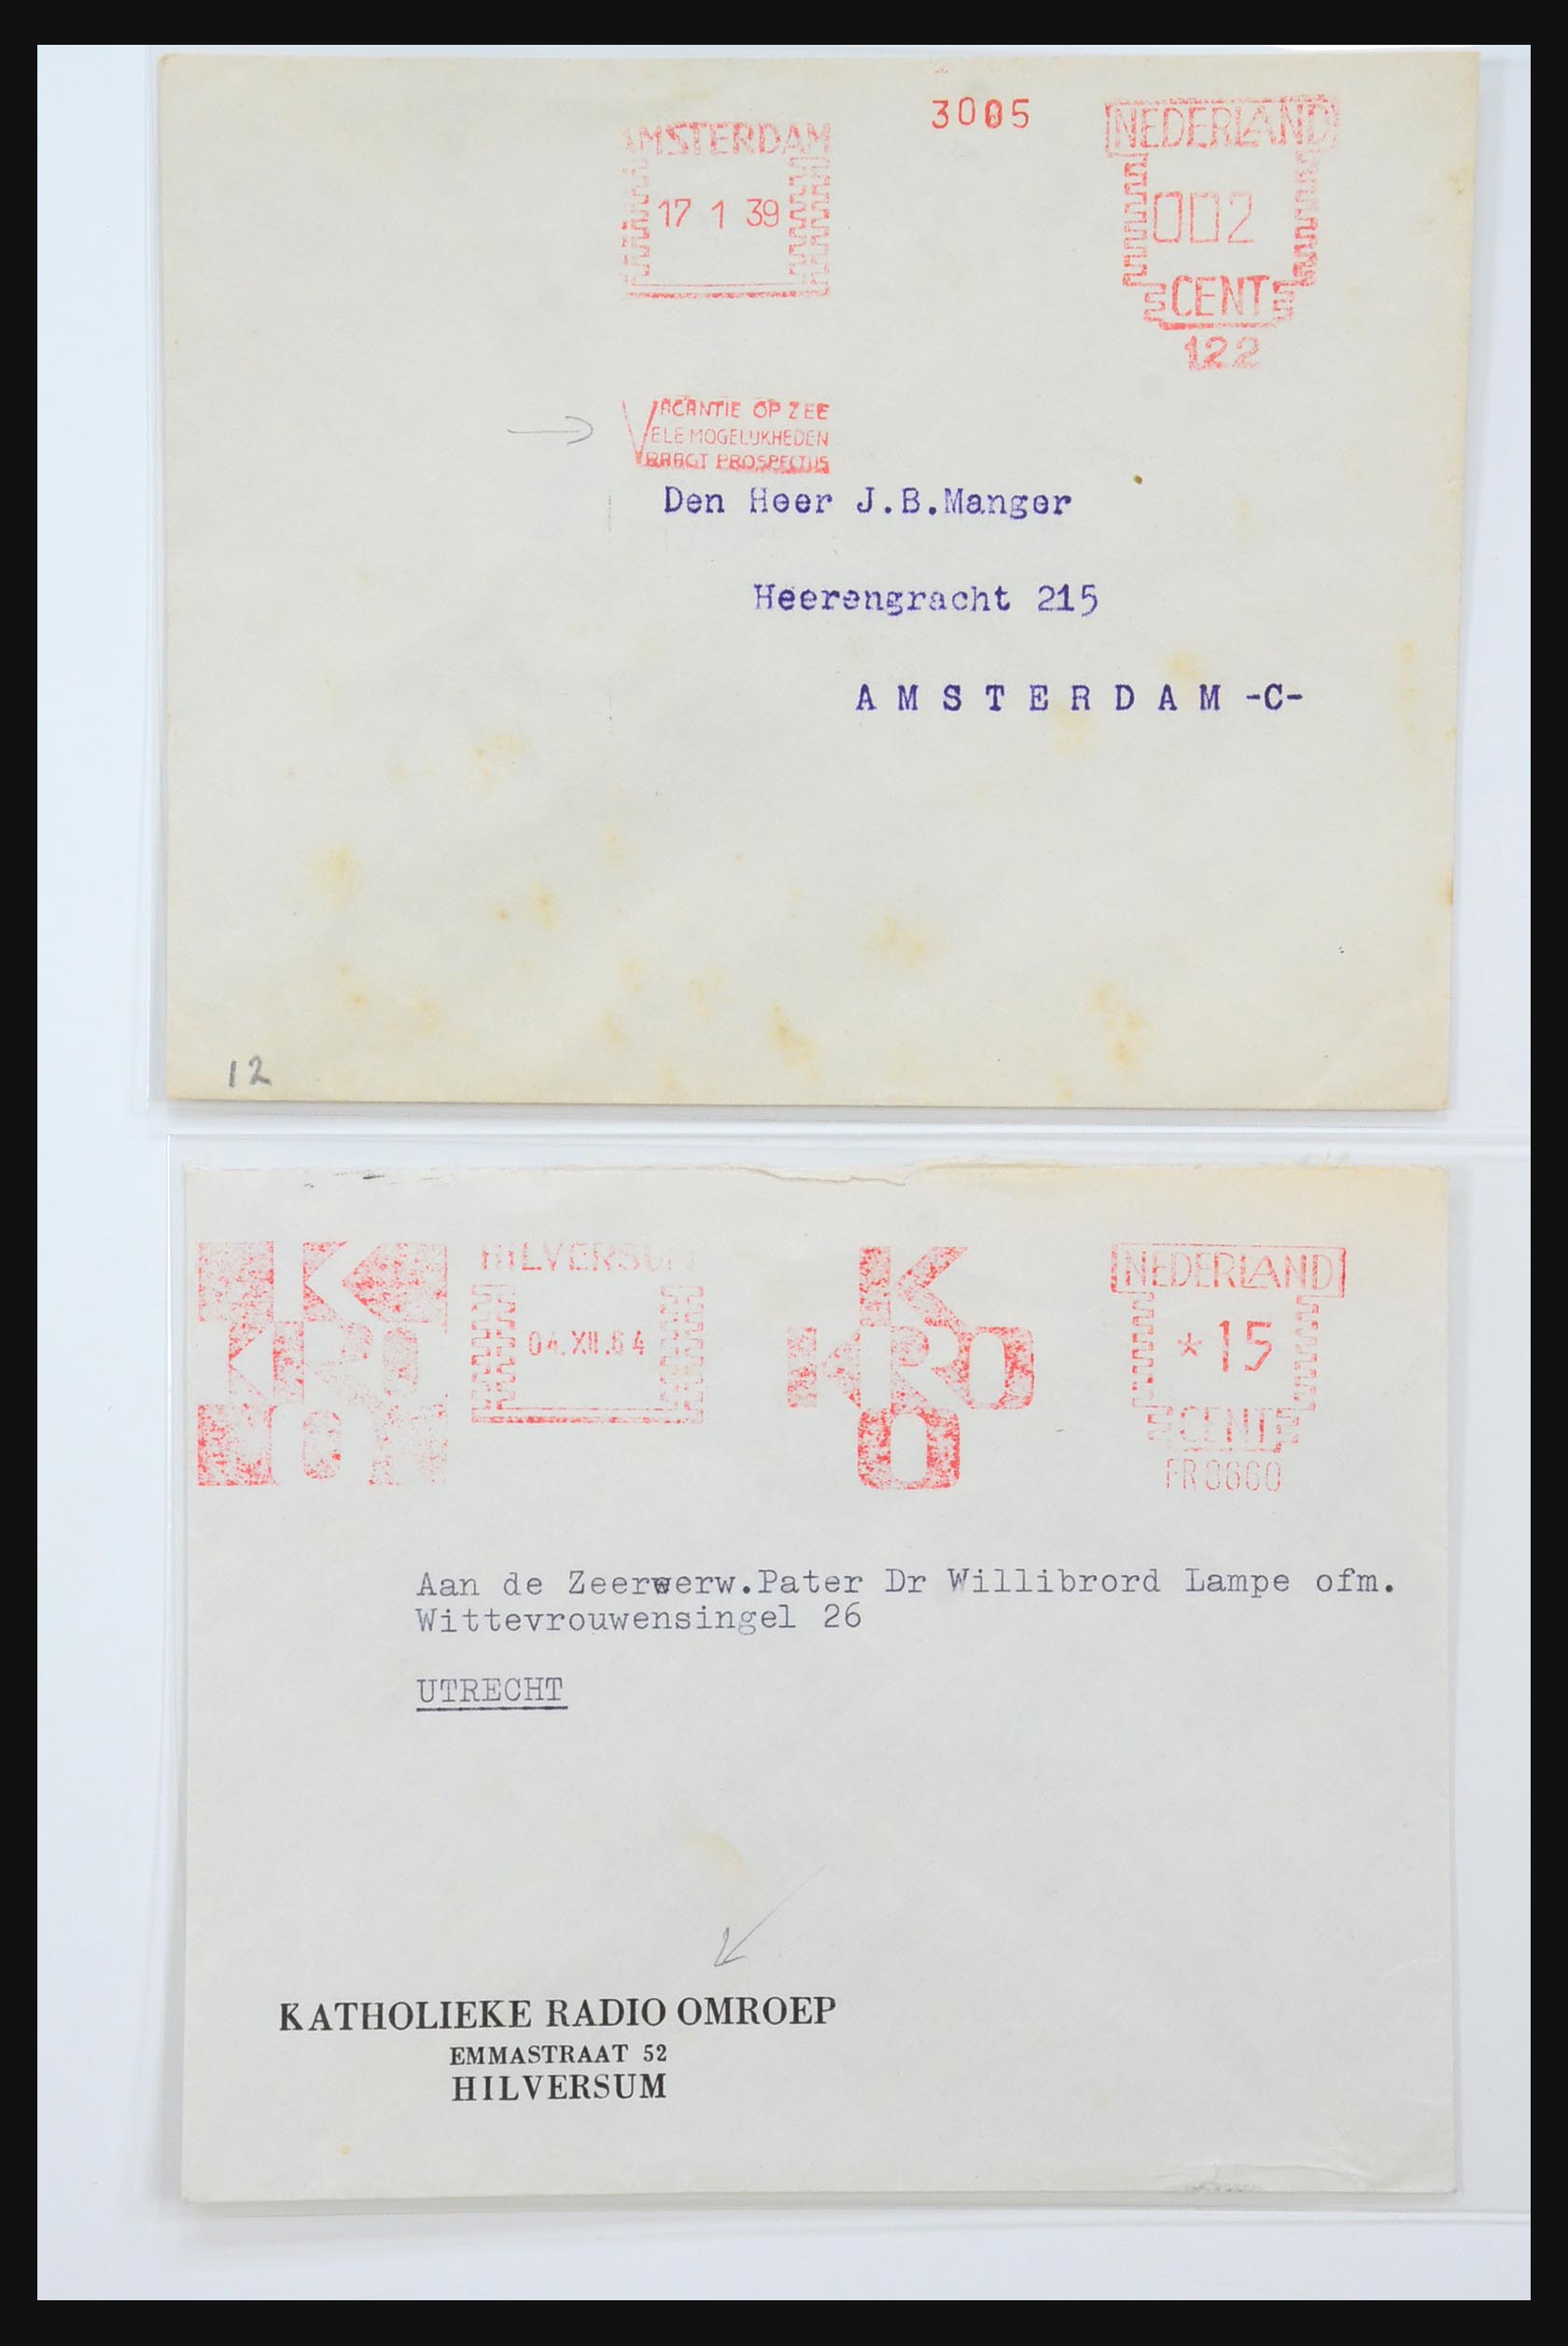 3005
AMSTERDAM
17 1 39
NEDERLAND
002
CENT
122
VACANTIE OP ZEE
VELE MOGELIJKHEDEN
VRAAGT PROSPECTUS
Den Heer J.B.Manger
Heerengracht 215
AMSTERDAM -C-
12
K
KRO
HILVERSUM
04.XII.64
K
KRO
O
NEDERLAND
*15
CENT
FR 0660
Aan de Zeerwerw.Pater Dr Willibrord Lampe ofm.
Wittevrouwensingel 26
UTRECHT
KATHOLIEKE RADIO OMROEP
EMMASTRAAT 52
HILVERSUM